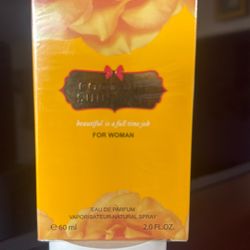 beautiful is a full time job
FOR WOMAN
EAU DE PARFUM
VAPORISATEUR-NATURAL SPRAY
℮ 60 ml 2.0 FL.OZ.